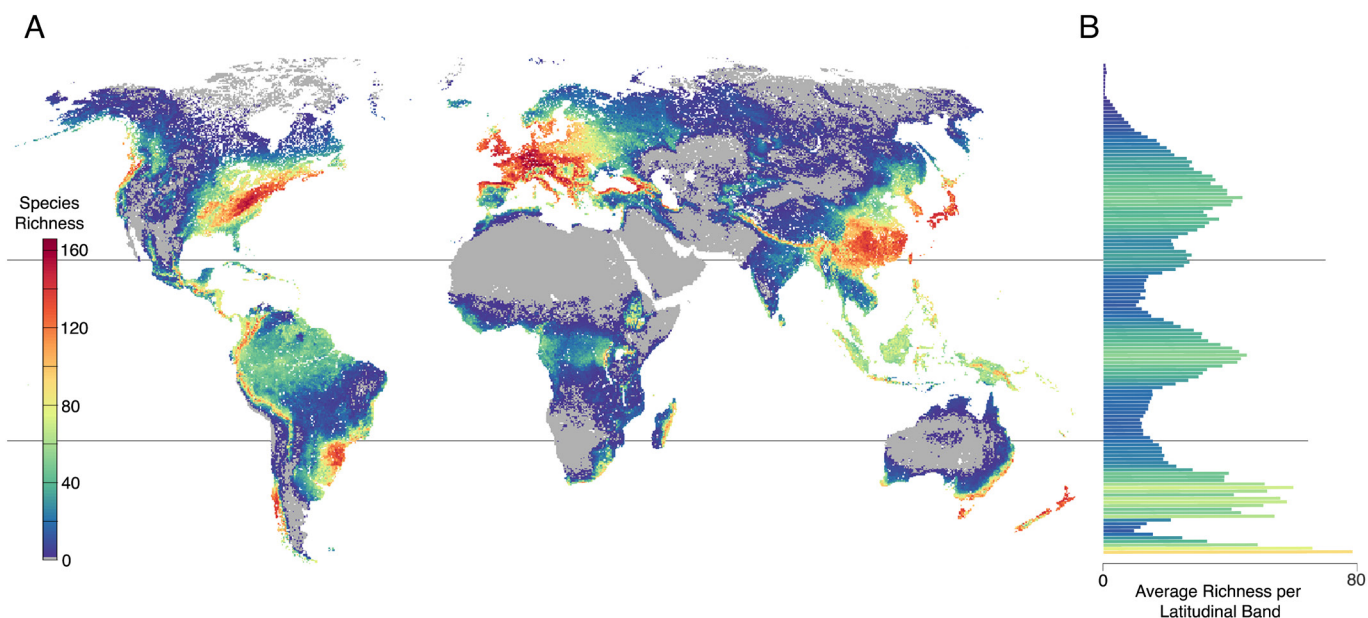 A
B
Species
Richness
160
120
80
40
0
0
80
Average Richness per
Latitudinal Band